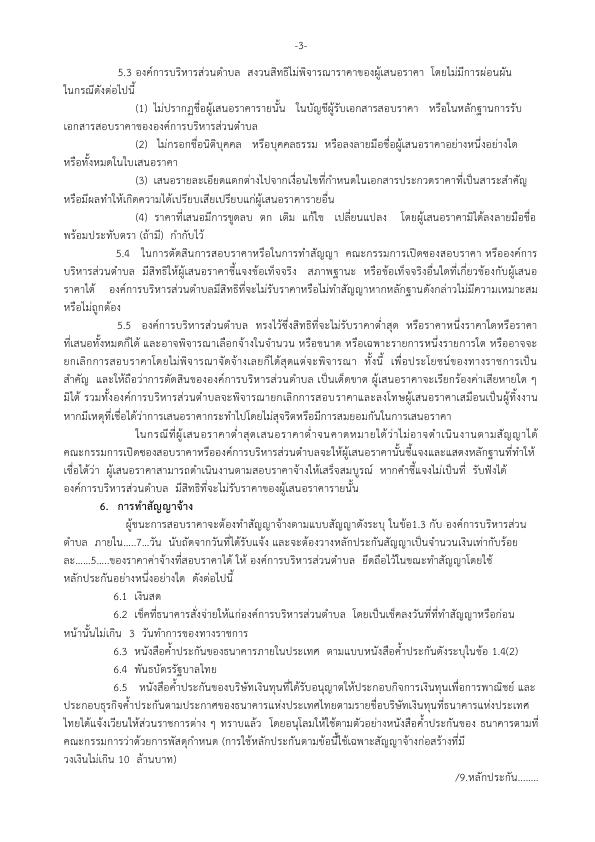 -3-
5.3 องค์การบริหารส่วนตำบล สงวนสิทธิไม่พิจารณาราคาของผู้เสนอราคา โดยไม่มีการผ่อนผัน
ในกรณีดังต่อไปนี้
(1) ไม่ปรากฏชื่อผู้เสนอราคารายนั้น ในบัญชีผู้รับเอกสารสอบราคา หรือในหลักฐานการรับ
เอกสารสอบราคาขององค์การบริหารส่วนตำบล
(2) ไม่กรอกชื่อนิติบุคคล หรือบุคคลธรรม หรือลงลายมือชื่อผู้เสนอราคาอย่างหนึ่งอย่างใด
หรือทั้งหมดในใบเสนอราคา
(3) เสนอรายละเอียดแตกต่างไปจากเงื่อนไขที่กำหนดในเอกสารประกวดราคาที่เป็นสาระสำคัญ
หรือมีผลทำให้เกิดความได้เปรียบเสียเปรียบแก่ผู้เสนอราคารายอื่น
(4) ราคาที่เสนอมีการขูดลบ ตก เติม แก้ไข เปลี่ยนแปลง โดยผู้เสนอราคามิได้ลงลายมือชื่อ
พร้อมประทับตรา (ถ้ามี) กำกับไว้
5.4 ในการตัดสินการสอบราคาหรือในการทำสัญญา คณะกรรมการเปิดซองสอบราคา หรือองค์การ
บริหารส่วนตำบล มีสิทธิให้ผู้เสนอราคาชี้แจงข้อเท็จจริง สภาพฐานะ หรือข้อเท็จจริงอื่นใดที่เกี่ยวข้องกับผู้เสนอ
ราคาได้ องค์การบริหารส่วนตำบลมีสิทธิที่จะไม่รับราคาหรือไม่ทำสัญญาหากหลักฐานดังกล่าวไม่มีความเหมาะสม
หรือไม่ถูกต้อง
5.5 องค์การบริหารส่วนตำบล ทรงไว้ซึ่งสิทธิที่จะไม่รับราคาต่ำสุด หรือราคาหนึ่งราคาใดหรือราคา
ที่เสนอทั้งหมดก็ได้ และอาจพิจารณาเลือกจ้างในจำนวน หรือขนาด หรือเฉพาะรายการหนึ่งรายการใด หรืออาจจะ
ยกเลิกการสอบราคาโดยไม่พิจารณาจัดจ้างเลยก็ได้สุดแต่จะพิจารณา ทั้งนี้ เพื่อประโยชน์ของทางราชการเป็น
สำคัญ และให้ถือว่าการตัดสินขององค์การบริหารส่วนตำบล เป็นเด็ดขาด ผู้เสนอราคาจะเรียกร้องค่าเสียหายใด ๆ
มิได้ รวมทั้งองค์การบริหารส่วนตำบลจะพิจารณายกเลิกการสอบราคาและลงโทษผู้เสนอราคาเสมือนเป็นผู้ทิ้งงาน
หากมีเหตุที่เชื่อได้ว่าการเสนอราคากระทำไปโดยไม่สุจริตหรือมีการสมยอมกันในการเสนอราคา
ในกรณีที่ผู้เสนอราคาต่ำสุดเสนอราคาต่ำจนคาดหมายได้ว่าไม่อาจดำเนินงานตามสัญญาได้
คณะกรรมการเปิดซองสอบราคาหรือองค์การบริหารส่วนตำบลจะให้ผู้เสนอราคานั้นชี้แจงและแสดงหลักฐานที่ทำให้
เชื่อได้ว่า ผู้เสนอราคาสามารถดำเนินงานตามสอบราคาจ้างให้เสร็จสมบูรณ์ หากคำชี้แจงไม่เป็นที่ รับฟังได้
องค์การบริหารส่วนตำบล มีสิทธิที่จะไม่รับราคาของผู้เสนอราคารายนั้น
6. การทำสัญญาจ้าง
ผู้ชนะการสอบราคาจะต้องทำสัญญาจ้างตามแบบสัญญาดังระบุ ในข้อ1.3 กับ องค์การบริหารส่วน
ตำบล ภายใน.....7...วัน นับถัดจากวันที่ได้รับแจ้ง และจะต้องวางหลักประกันสัญญาเป็นจำนวนเงินเท่ากับร้อย
ละ......5.....ของราคาค่าจ้างที่สอบราคาได้ ให้ องค์การบริหารส่วนตำบล ยึดถือไว้ในขณะทำสัญญาโดยใช้
หลักประกันอย่างหนึ่งอย่างใด ดังต่อไปนี้
6.1 เงินสด
6.2 เช็คที่ธนาคารสั่งจ่ายให้แก่องค์การบริหารส่วนตำบล โดยเป็นเช็คลงวันที่ที่ทำสัญญาหรือก่อน
หน้านั้นไม่เกิน 3 วันทำการของทางราชการ
6.3 หนังสือค้ำประกันของธนาคารภายในประเทศ ตามแบบหนังสือค้ำประกันดังระบุในข้อ 1.4(2)
6.4 พันธบัตรรัฐบาลไทย
6.5 หนังสือค้ำประกันของบริษัทเงินทุนที่ได้รับอนุญาตให้ประกอบกิจการเงินทุนเพื่อการพาณิชย์ และ
ประกอบธุรกิจค้ำประกันตามประกาศของธนาคารแห่งประเทศไทยตามรายชื่อบริษัทเงินทุนที่ธนาคารแห่งประเทศ
ไทยได้แจ้งเวียนให้ส่วนราชการต่าง ๆ ทราบแล้ว โดยอนุโลมให้ใช้ตามตัวอย่างหนังสือค้ำประกันของ ธนาคารตามที่
คณะกรรมการว่าด้วยการพัสดุกำหนด (การใช้หลักประกันตามข้อนี้ใช้เฉพาะสัญญาจ้างก่อสร้างที่มี
วงเงินไม่เกิน 10 ล้านบาท)
/9.หลักประกัน........